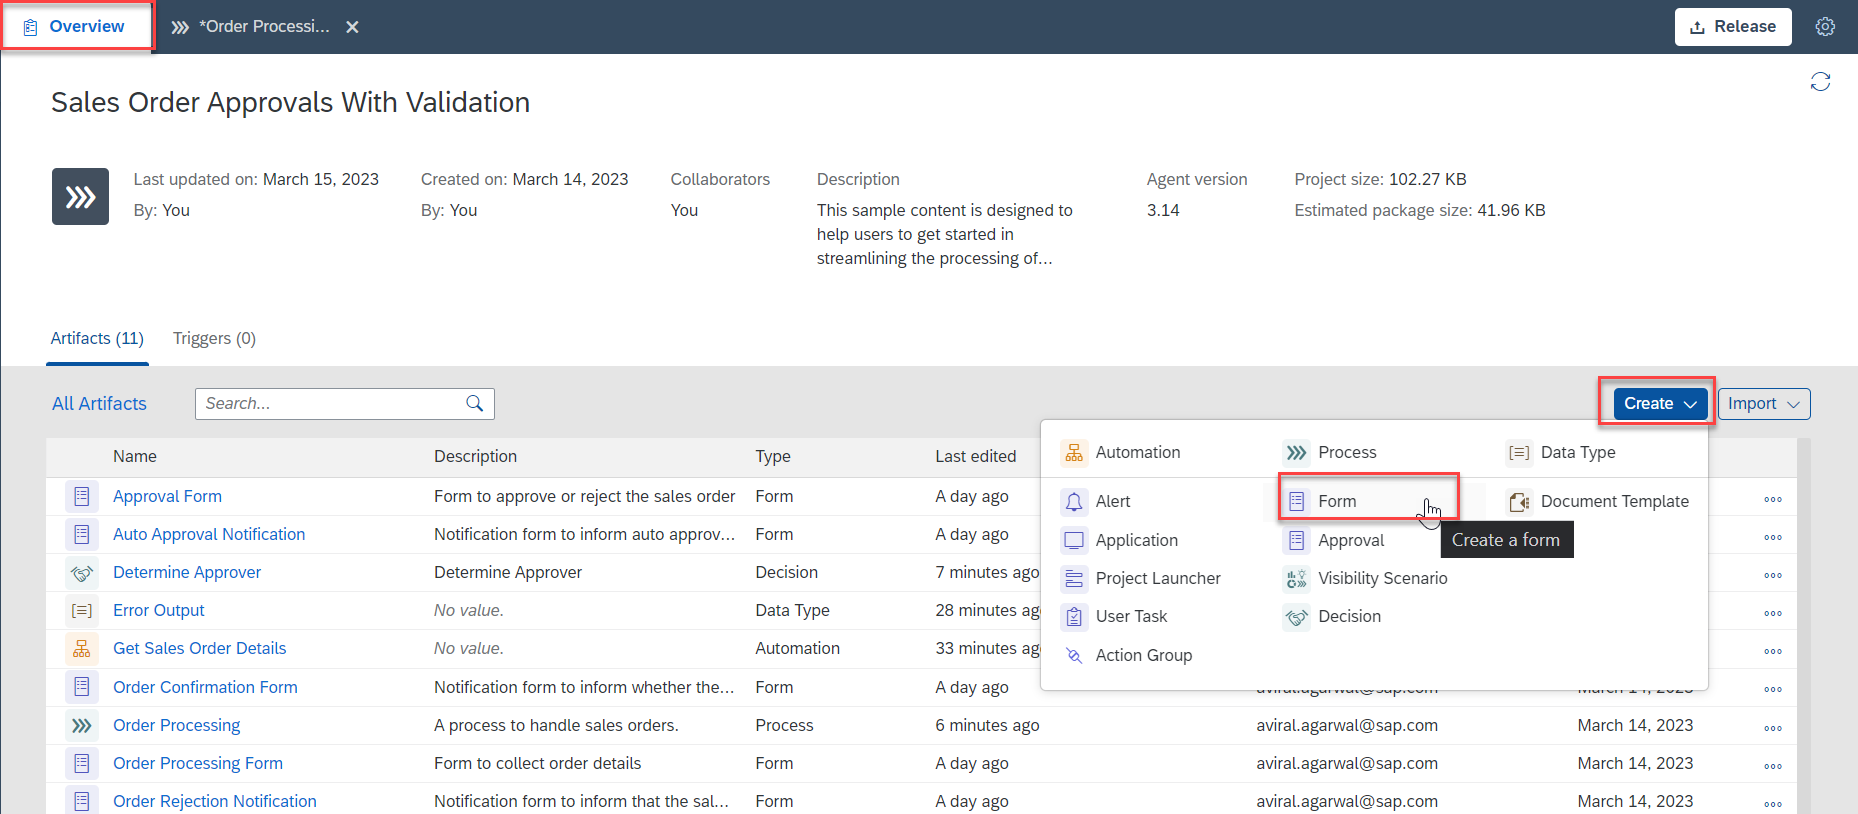 Overview
*Order Processi...
Release
Sales Order Approvals With Validation
Last updated on: March 15, 2023
By: You
Created on: March 14, 2023
By: You
Collaborators
You
Description
This sample content is designed to
help users to get started in
streamlining the processing of...
Agent version
3.14
Project size: 102.27 KB
Estimated package size: 41.96 KB
Artifacts (11)
Triggers (0)
All Artifacts
Search...
Create
Import
Automation
Process
Data Type
Alert
Form
Document Template
Application
Approval
Create a form
Project Launcher
Visibility Scenario
User Task
Decision
Action Group
Name Description Type Last edited
Approval Form Form to approve or reject the sales order Form A day ago
Auto Approval Notification Notification form to inform auto approv... Form A day ago
Determine Approver Determine Approver Decision 7 minutes ago
Error Output No value. Data Type 28 minutes ag
Get Sales Order Details No value. Automation 33 minutes ag
Order Confirmation Form Notification form to inform whether the... Form A day ago aviral.agarwal@sap.com March 14, 2023
Order Processing A process to handle sales orders. Process 6 minutes ago aviral.agarwal@sap.com March 14, 2023
Order Processing Form Form to collect order details Form A day ago aviral.agarwal@sap.com March 14, 2023
Order Rejection Notification Notification form to inform that the sal... Form A day ago aviral.agarwal@sap.com March 14, 2023